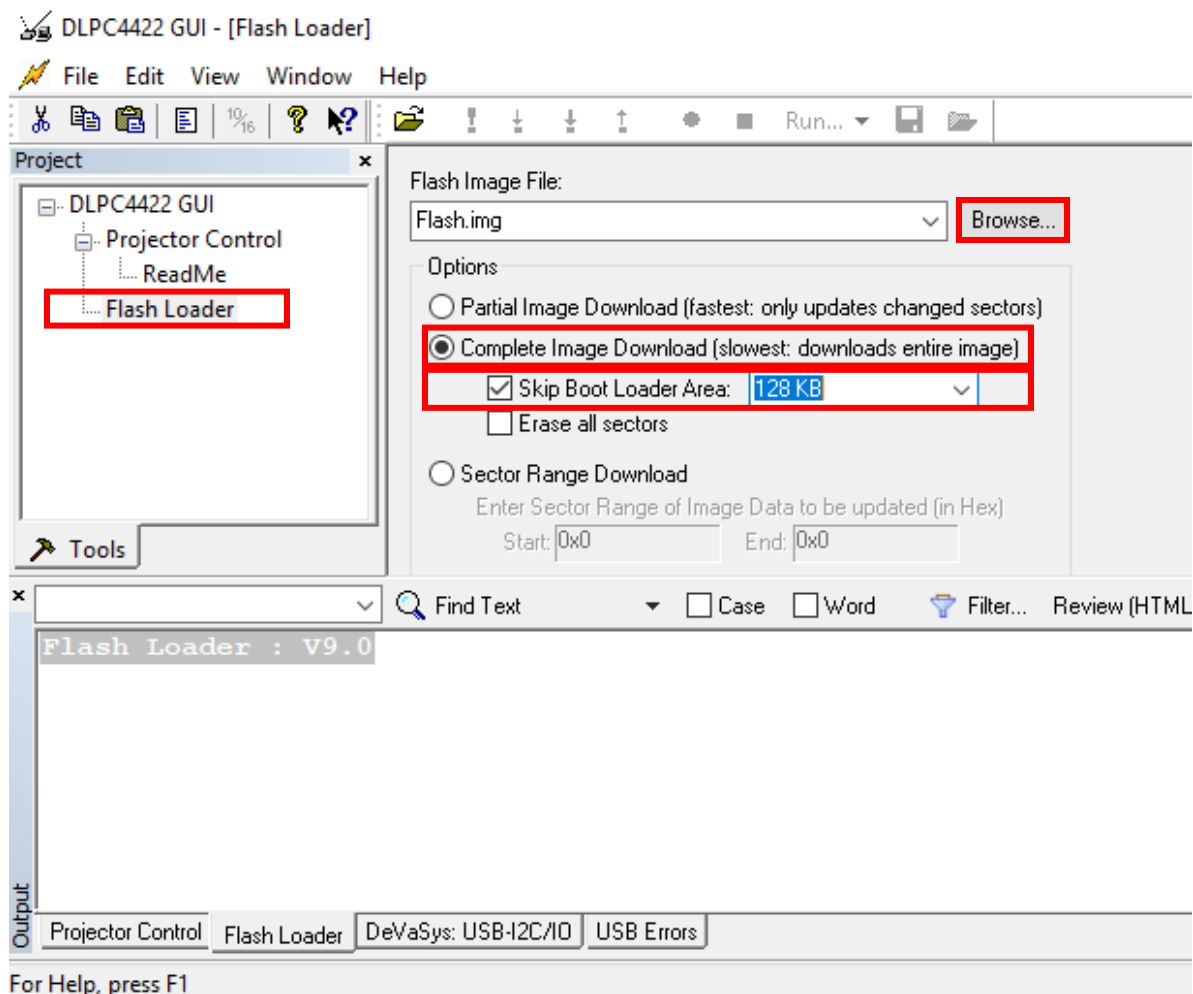 DLPC4422 GUI - [Flash Loader]
File Edit View Window Help
10/16 Run...
Project
DLPC4422 GUI
Projector Control
ReadMe
Flash Loader
Tools
Flash Image File:
Flash.img Browse...
Options
Partial Image Download (fastest: only updates changed sectors)
Complete Image Download (slowest: downloads entire image)
Skip Boot Loader Area: 128 KB
Erase all sectors
Sector Range Download
Enter Sector Range of Image Data to be updated (in Hex)
Start: 0x0 End: 0x0
Find Text Case Word Filter... Review (HTML
Flash Loader : V9.0
Output
Projector Control Flash Loader DeVaSys: USB-I2C/IO USB Errors
For Help, press F1